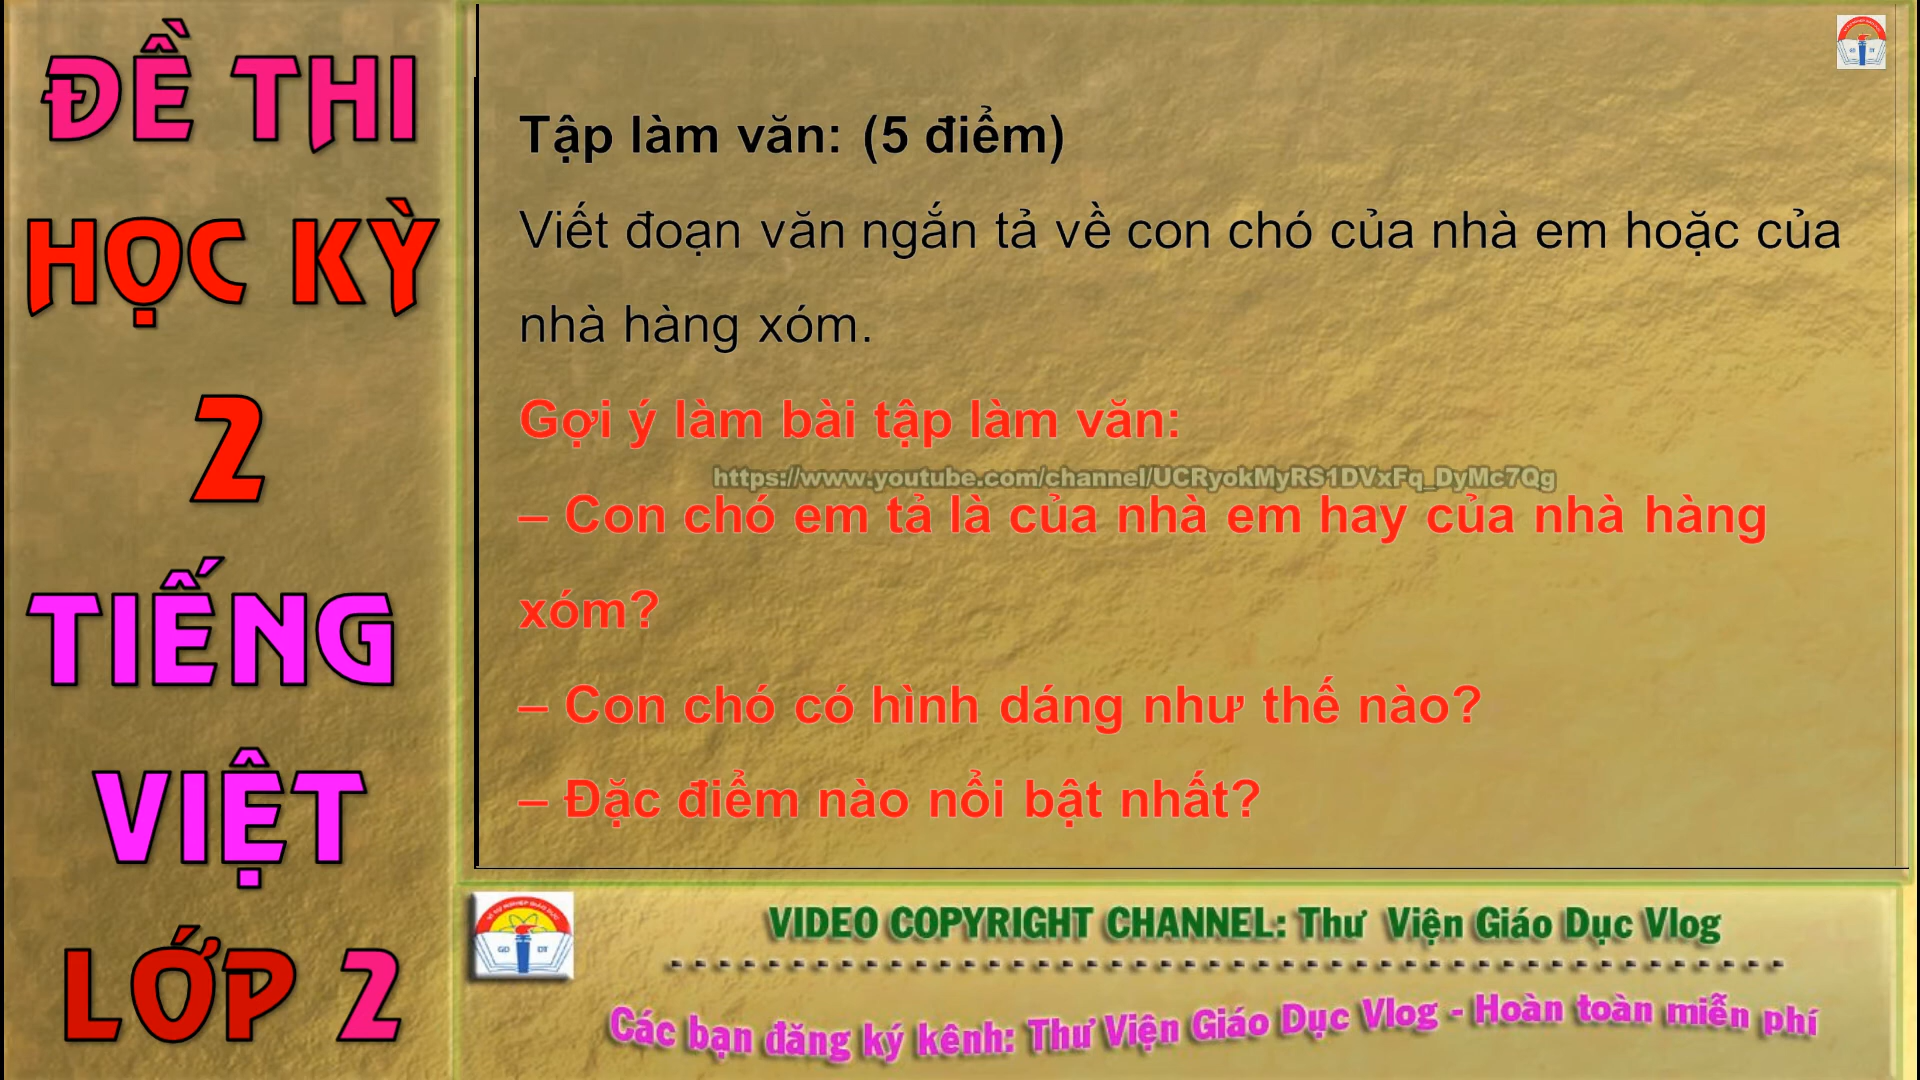 ĐỀ THI
HỌC KỲ
2
TIẾNG
VIỆT
LỚP 2
Tập làm văn: (5 điểm)
Viết đoạn văn ngắn tả về con chó của nhà em hoặc của
nhà hàng xóm.
Gợi ý làm bài tập làm văn:
https://www.youtube.com/channel/UCRyokMyRS1DVxFq_DyMc7Qg
– Con chó em tả là của nhà em hay của nhà hàng
xóm?
– Con chó có hình dáng như thế nào?
– Đặc điểm nào nổi bật nhất?
GD ĐT
VIDEO COPYRIGHT CHANNEL: Thư Viện Giáo Dục Vlog
Các bạn đăng ký kênh: Thư Viện Giáo Dục Vlog - Hoàn toàn miễn phí